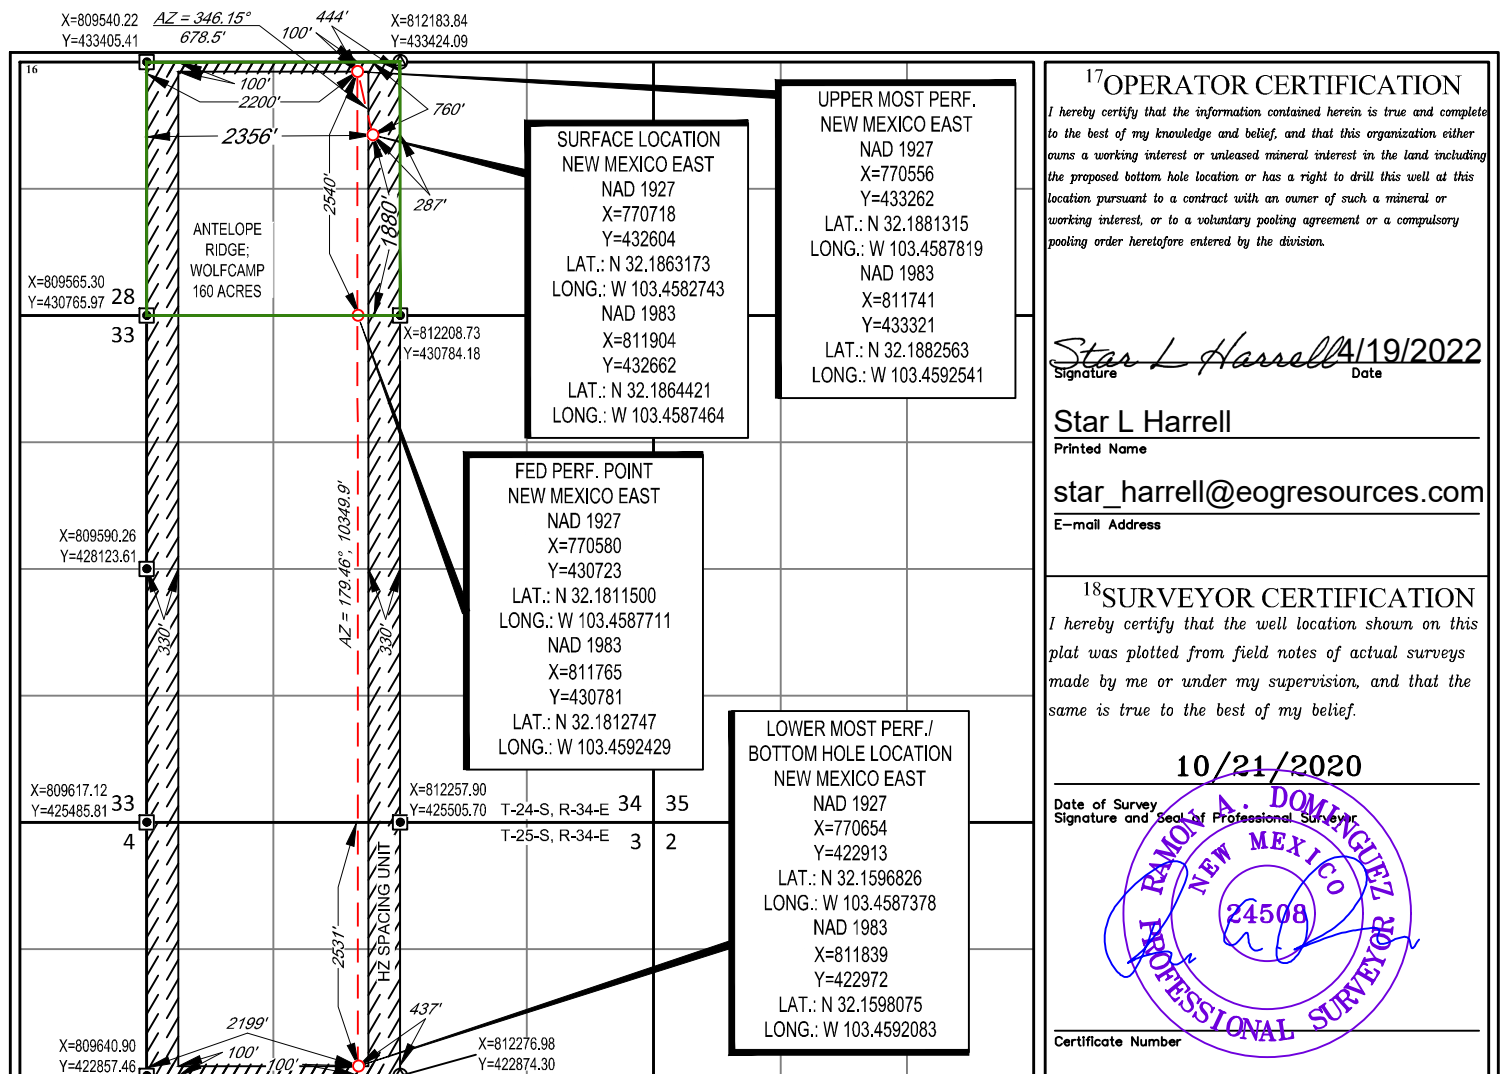 X=809540.22
Y=433405.41
AZ = 346.15°
678.5'
444'
100'
X=812183.84
Y=433424.09
16
100'
2200'
2356'
760'
2540'
1880'
287'
ANTELOPE
RIDGE;
WOLFCAMP
160 ACRES
X=809565.30
Y=430765.97
28
33
X=812208.73
Y=430784.18
SURFACE LOCATION
NEW MEXICO EAST
NAD 1927
X=770718
Y=432604
LAT.: N 32.1863173
LONG.: W 103.4582743
NAD 1983
X=811904
Y=432662
LAT.: N 32.1864421
LONG.: W 103.4587464
UPPER MOST PERF.
NEW MEXICO EAST
NAD 1927
X=770556
Y=433262
LAT.: N 32.1881315
LONG.: W 103.4587819
NAD 1983
X=811741
Y=433321
LAT.: N 32.1882563
LONG.: W 103.4592541
FED PERF. POINT
NEW MEXICO EAST
NAD 1927
X=770580
Y=430723
LAT.: N 32.1811500
LONG.: W 103.4587711
NAD 1983
X=811765
Y=430781
LAT.: N 32.1812747
LONG.: W 103.4592429
X=809590.26
Y=428123.61
AZ = 179.46°, 10349.9'
330'
330'
LOWER MOST PERF./
BOTTOM HOLE LOCATION
NEW MEXICO EAST
NAD 1927
X=770654
Y=422913
LAT.: N 32.1596826
LONG.: W 103.4587378
NAD 1983
X=811839
Y=422972
LAT.: N 32.1598075
LONG.: W 103.4592083
X=809617.12
Y=425485.81
33
4
X=812257.90
Y=425505.70
T-24-S, R-34-E
T-25-S, R-34-E
34 35
3 2
HZ SPACING UNIT
2531'
437'
2199'
100'
100'
X=809640.90
Y=422857.46
X=812276.98
Y=422874.30
17 OPERATOR CERTIFICATION
I hereby certify that the information contained herein is true and complete
to the best of my knowledge and belief, and that this organization either
owns a working interest or unleased mineral interest in the land including
the proposed bottom hole location or has a right to drill this well at this
location pursuant to a contract with an owner of such a mineral or
working interest, or to a voluntary pooling agreement or a compulsory
pooling order heretofore entered by the division.
Star L Harrell 4/19/2022
Signature Date
Star L Harrell
Printed Name
star_harrell@eogresources.com
E-mail Address
18 SURVEYOR CERTIFICATION
I hereby certify that the well location shown on this
plat was plotted from field notes of actual surveys
made by me or under my supervision, and that the
same is true to the best of my belief.
10/21/2020
Date of Survey
Signature and Seal of Professional Surveyor
RAMON A. DOMINGUEZ
NEW MEXICO
24508
PROFESSIONAL SURVEYOR
Certificate Number